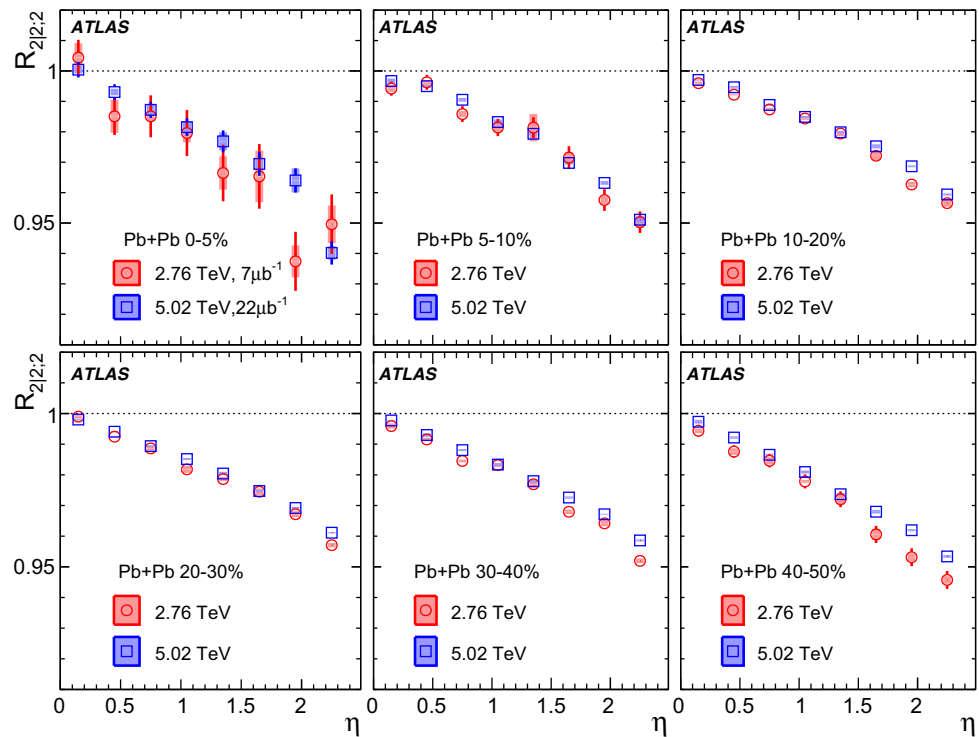 R2|2;2
ATLAS
ATLAS
ATLAS
1
0.95
Pb+Pb 0-5%
2.76 TeV, 7μb-1
5.02 TeV,22μb-1
Pb+Pb 5-10%
2.76 TeV
5.02 TeV
Pb+Pb 10-20%
2.76 TeV
5.02 TeV
R2|2;2
ATLAS
ATLAS
ATLAS
1
0.95
Pb+Pb 20-30%
2.76 TeV
5.02 TeV
Pb+Pb 30-40%
2.76 TeV
5.02 TeV
Pb+Pb 40-50%
2.76 TeV
5.02 TeV
0 0.5 1 1.5 2 η
0 0.5 1 1.5 2 η
0 0.5 1 1.5 2 η